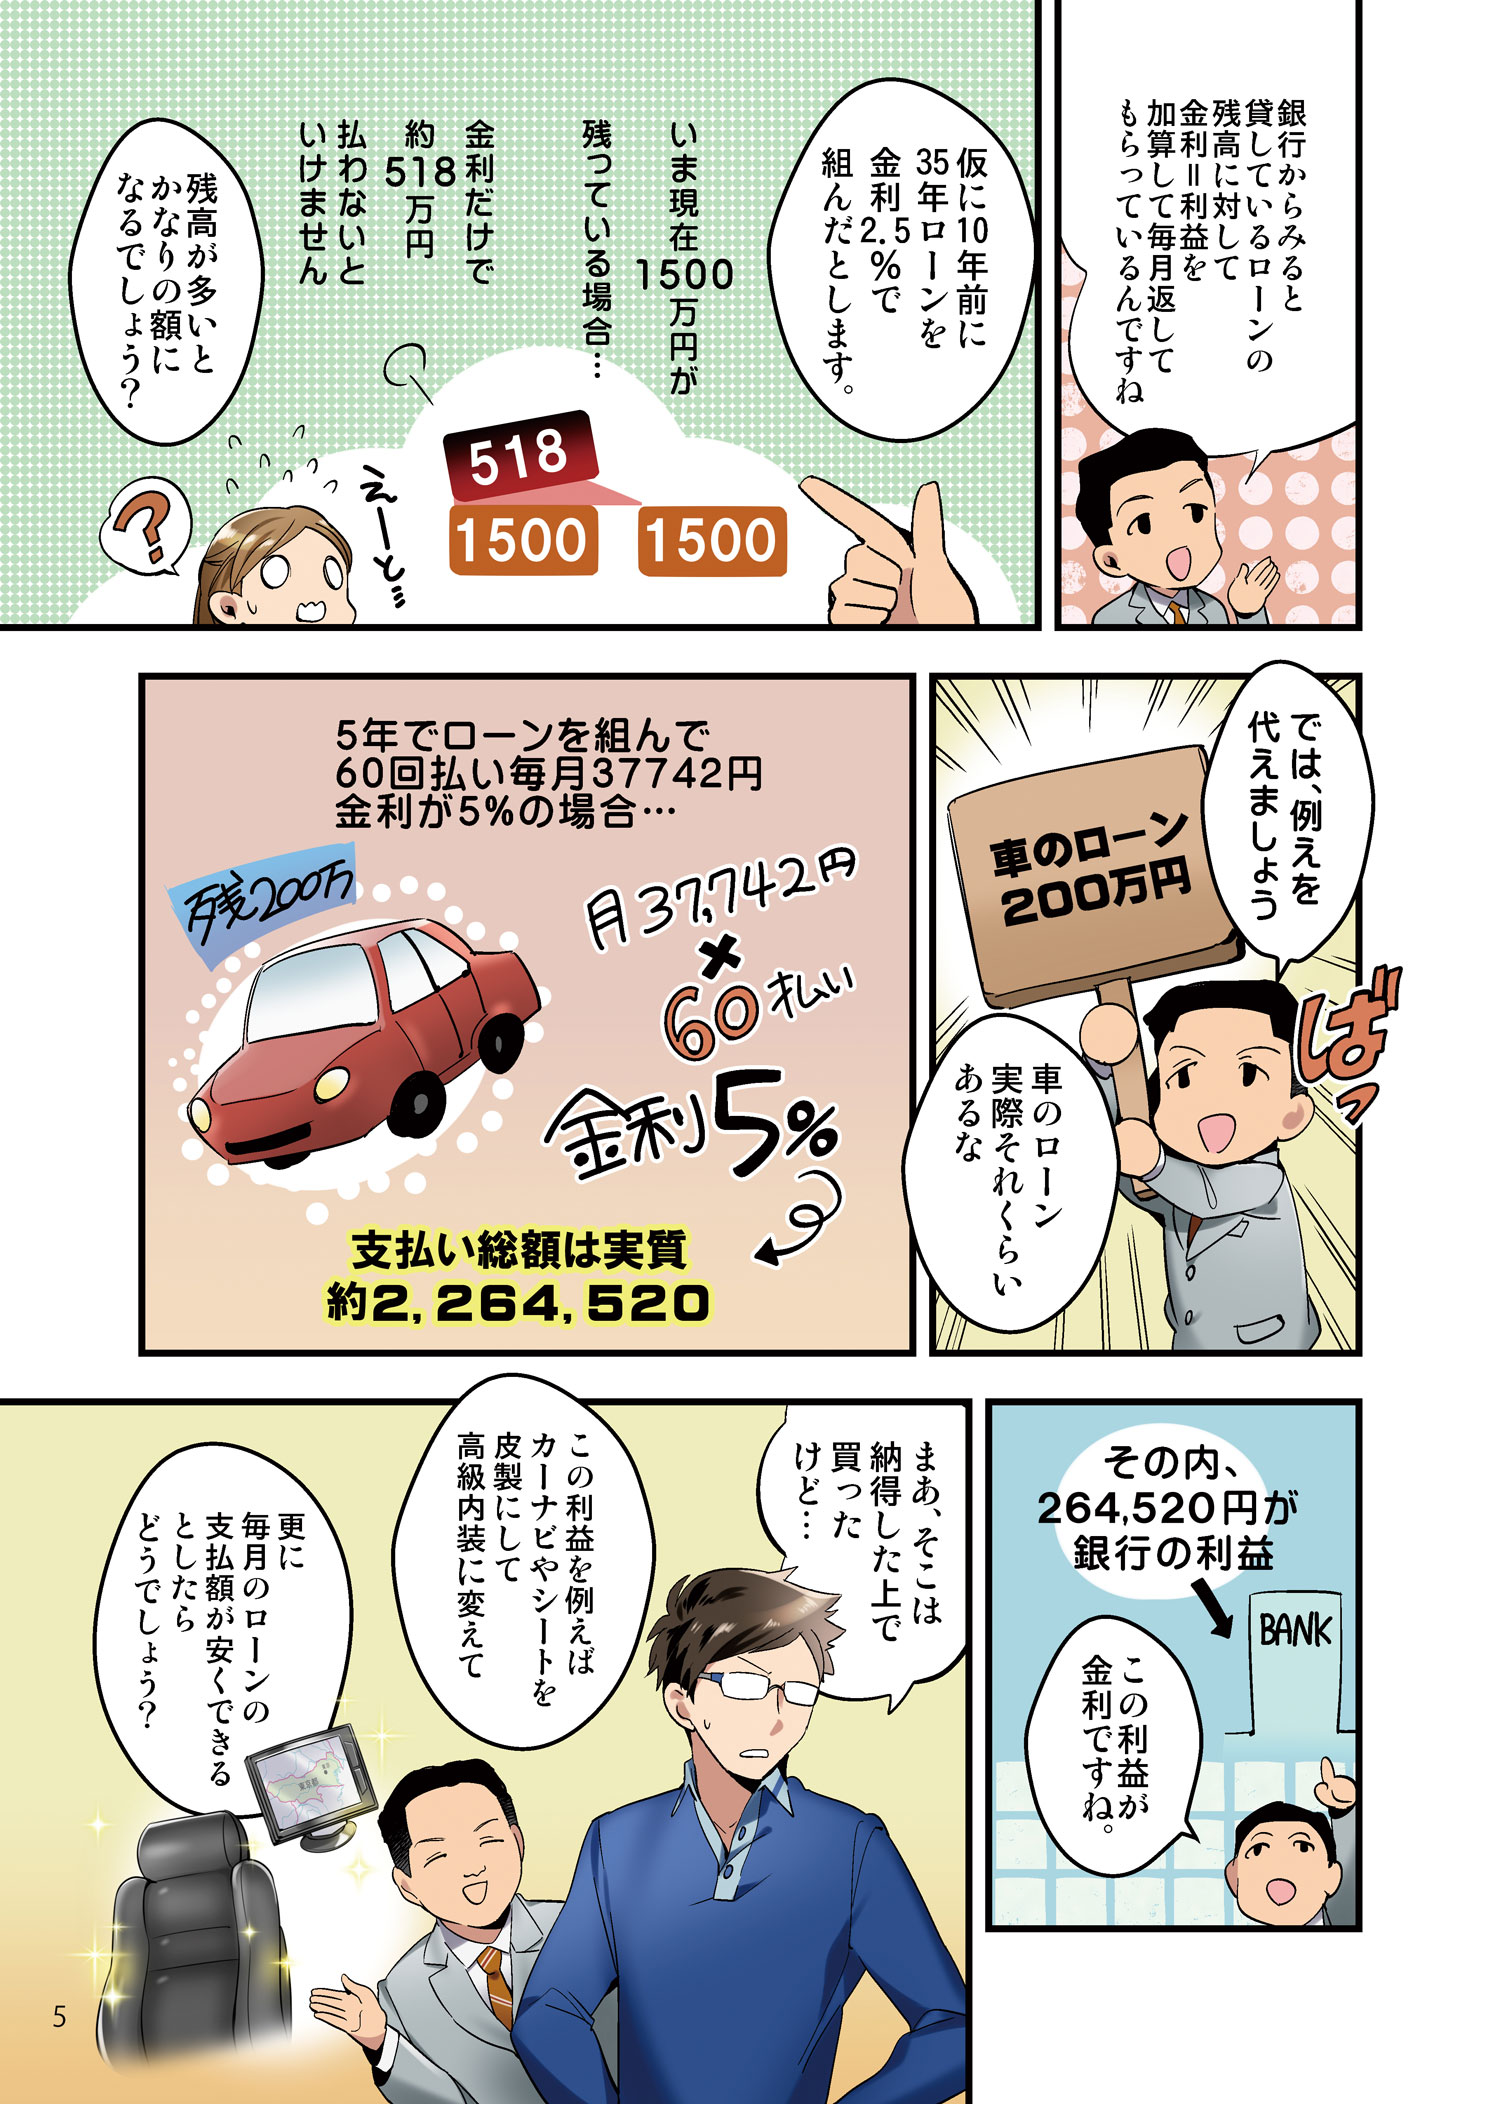 銀行からみると
貸しているローンの
残高に対して
金利＝利益を
加算して毎月返して
もらっているんですね
仮に10年前に
35年ローンを
金利2.5％で
組んだとします。
いま現在1500万円が
残っている場合…
金利だけで
約518万円
払わないと
いけません
残高が多いと
かなりの額に
なるでしょう？
518
1500
1500
えーと…
?
では、例えを
代えましょう
車のローン
200万円
ばっ
車のローン
実際それくらい
あるな
5年でローンを組んで
60回払い毎月37742円
金利が5%の場合…
残200万
月37,742円
×
60払い
金利5%
支払い総額は実質
約2,264,520
その内、
264,520円が
銀行の利益
BANK
この利益が
金利ですね。
まあ、そこは
納得した上で
買った
けど…
この利益を例えば
カーナビやシートを
皮製にして
高級内装に変えて
更に
毎月のローンの
支払額が安くできる
としたら
どうでしょう？
東京都
5